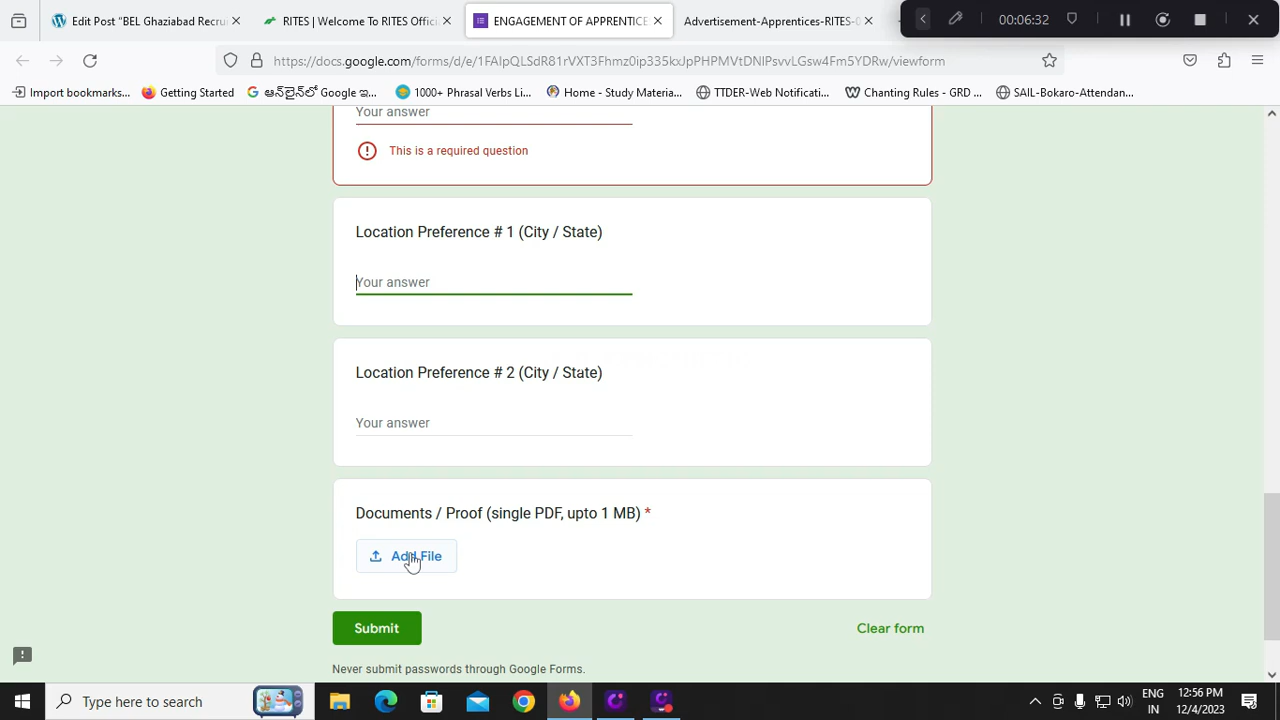 Edit Post “BEL Ghaziabad Recru
RITES | Welcome To RITES Offici
ENGAGEMENT OF APPRENTICE
Advertisement-Apprentices-RITES-
00:06:32
https://docs.google.com/forms/d/e/
/viewform
Import bookmarks...
Getting Started
ఆన్‌లైన్‌లో Google ఇ...
1000+ Phrasal Verbs Li...
Home - Study Materia...
TTDER-Web Notificati...
Chanting Rules - GRD ...
SAIL-Bokaro-Attendan...
Your answer
This is a required question
Location Preference # 1 (City / State)
Your answer
Location Preference # 2 (City / State)
Your answer
Documents / Proof (single PDF, upto 1 MB) *
Add File
Submit
Clear form
Never submit passwords through Google Forms.
Type here to search
ENG
IN
12:56 PM
12/4/2023